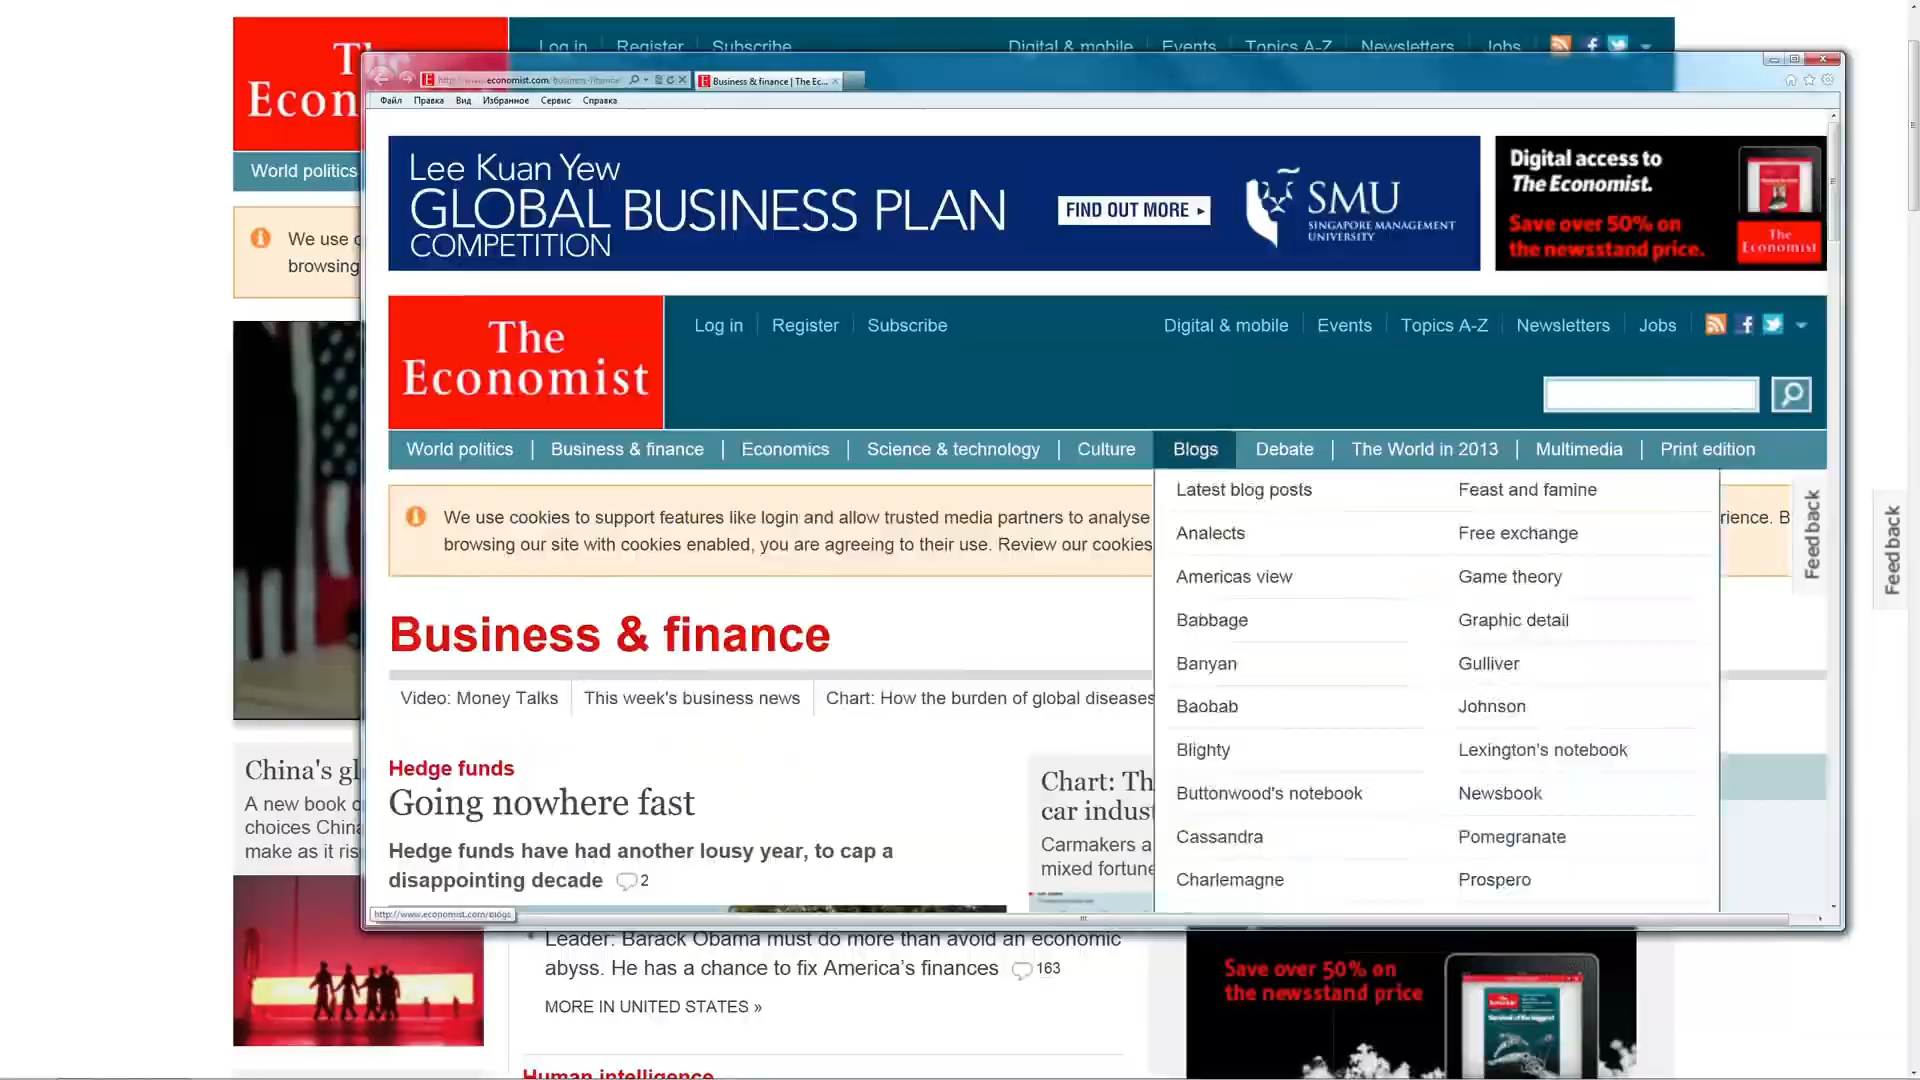 Log in
Register
Subscribe
Digital & mobile
Events
Topics A-Z
Newsletters
Jobs
Econ
Business & finance | The Ec...
Файл Правка Вид Избранное Сервис Справка
World politics
We use
browsing
Lee Kuan Yew
GLOBAL BUSINESS PLAN
COMPETITION
FIND OUT MORE
SMU
SINGAPORE MANAGEMENT
UNIVERSITY
Digital access to
The Economist.
Save over 50% on
the newsstand price.
The
Economist
The
Economist
Log in
Register
Subscribe
Digital & mobile
Events
Topics A-Z
Newsletters
Jobs
World politics
Business & finance
Economics
Science & technology
Culture
Blogs
Debate
The World in 2013
Multimedia
Print edition
We use cookies to support features like login and allow trusted media partners to analyse
rience. B
browsing our site with cookies enabled, you are agreeing to their use. Review our cookies
Latest blog posts
Analects
Americas view
Babbage
Banyan
Baobab
Blighty
Buttonwood's notebook
Cassandra
Charlemagne
Feast and famine
Free exchange
Game theory
Graphic detail
Gulliver
Johnson
Lexington's notebook
Newsbook
Pomegranate
Prospero
Feedback
Feedback
Business & finance
Video: Money Talks
This week's business news
Chart: How the burden of global diseases
Hedge funds
Going nowhere fast
Hedge funds have had another lousy year, to cap a
disappointing decade 2
Chart: Th
car indust
Carmakers a
mixed fortune
China's gl
A new book o
choices China
make as it ris
http://www.economist.com/blogs
Leader: Barack Obama must do more than avoid an economic
abyss. He has a chance to fix America's finances 163
MORE IN UNITED STATES »
Human intelligence
Save over 50% on
the newsstand price